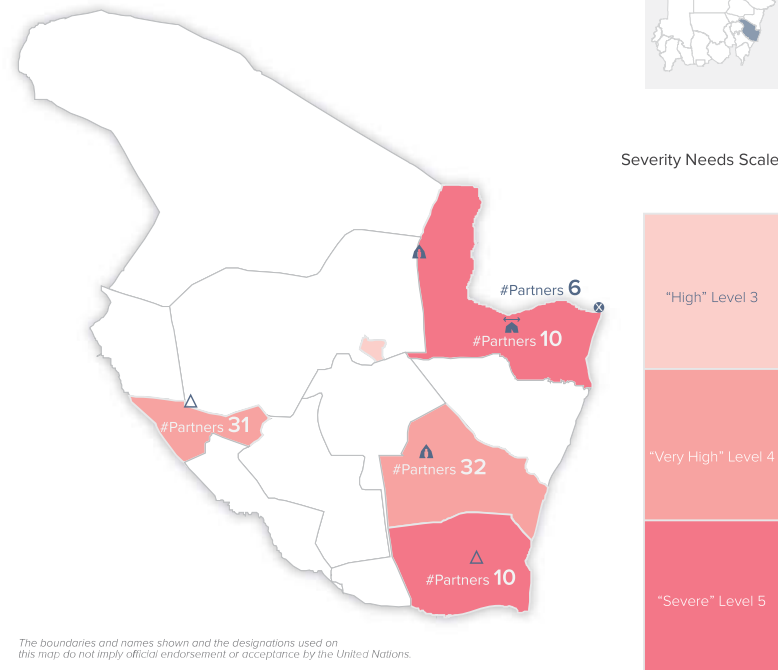 Severity Needs Scale
#Partners 6
“High” Level 3
#Partners 10
#Partners 31
“Very High” Level 4
#Partners 32
#Partners 10
“Severe” Level 5
The boundaries and names shown and the designations used on
this map do not imply official endorsement or acceptance by the United Nations.